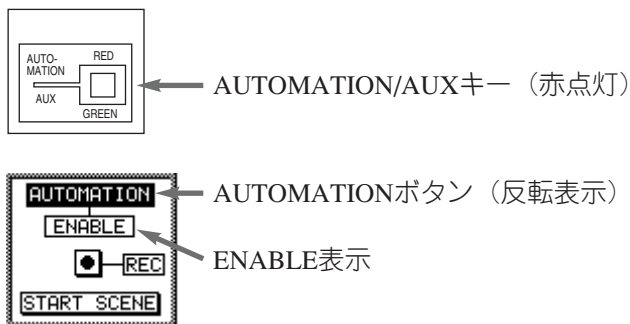 AUTO-
MATION
RED
AUX
GREEN
AUTOMATION/AUXキー（赤点灯）
AUTOMATION
AUTOMATIONボタン（反転表示）
ENABLE
ENABLE表示
REC
START SCENE